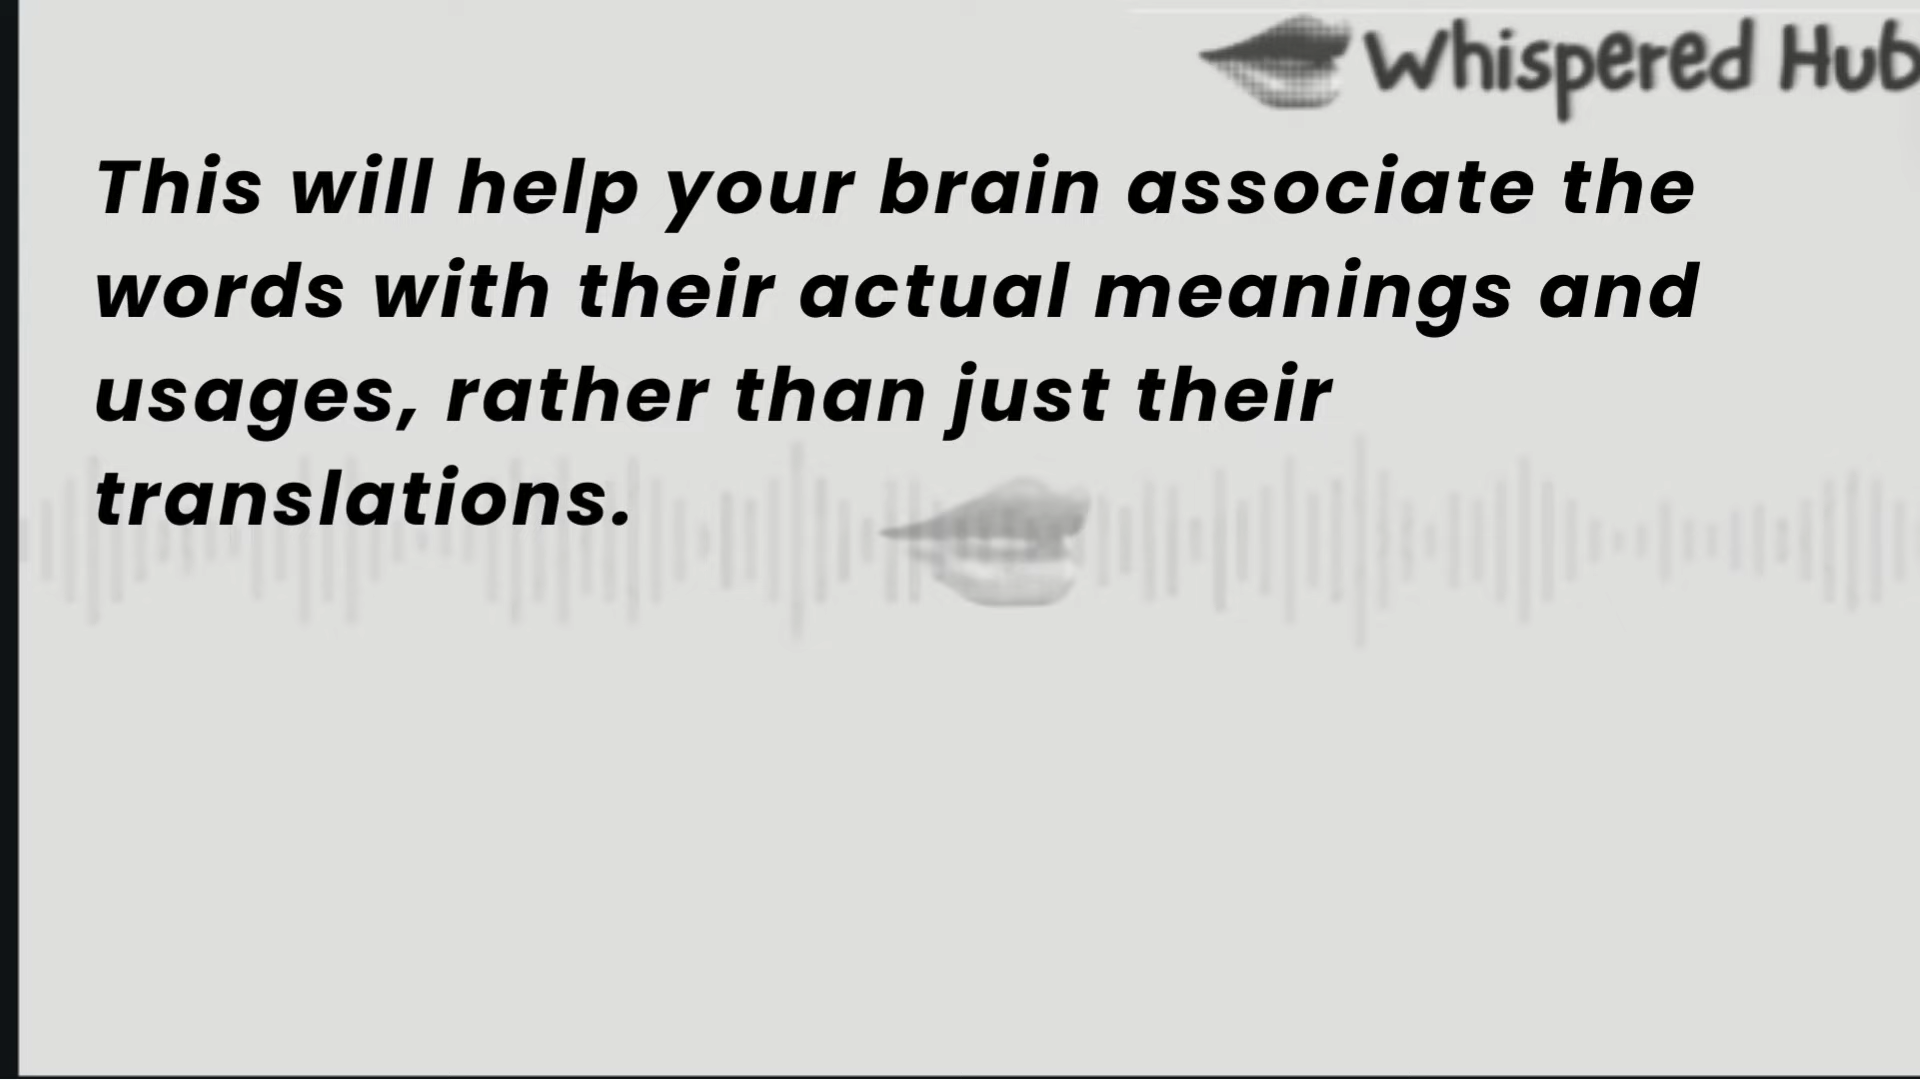 Whispered Hub
This will help your brain associate the
words with their actual meanings and
usages, rather than just their
translations.